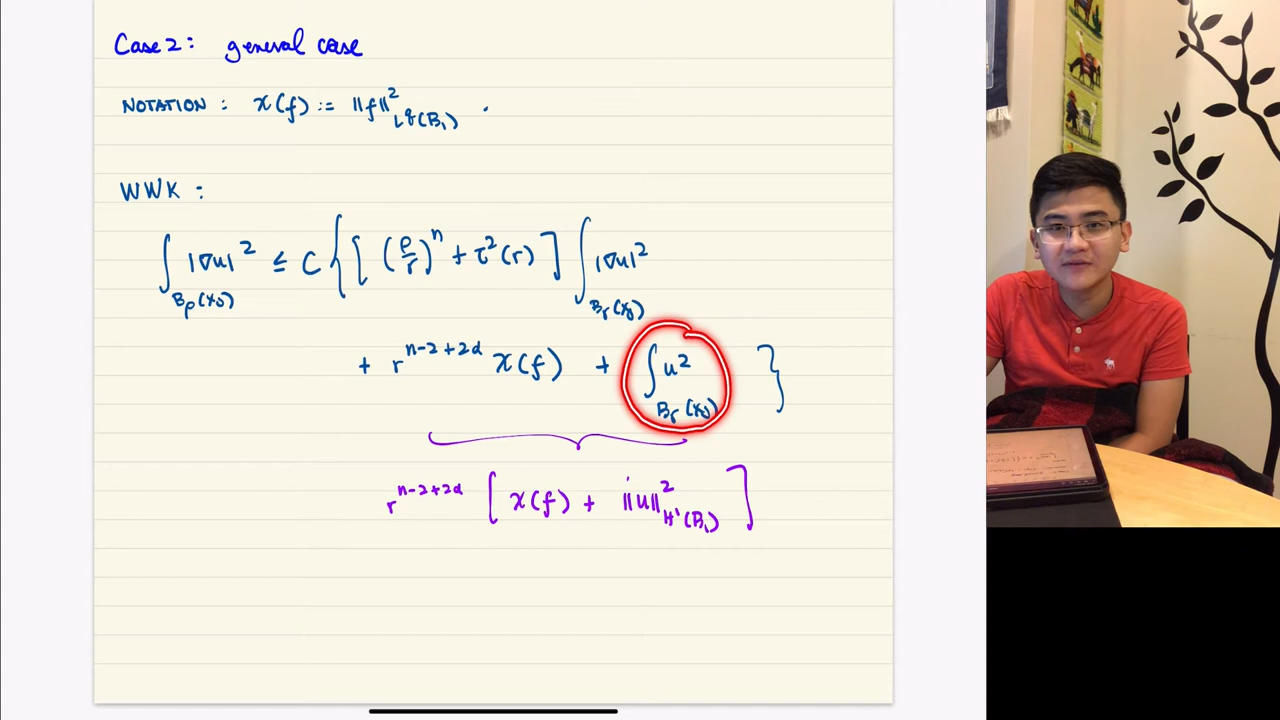 Case 2: general case
NOTATION : χ(f) := ||f||²_{L^q(B₁)} .
WWK :
∫_{Bρ(x₀)} |∇u|² ≤ C { [ (ρ/r)ⁿ + τ²(r) ] ∫_{B_r(x₀)} |∇u|²
+ r^{n-2+2α} χ(f) + ∫_{B_r(x₀)} u² }
r^{n-2+2α} [ χ(f) + ||u||²_{H¹(B₁)} ]